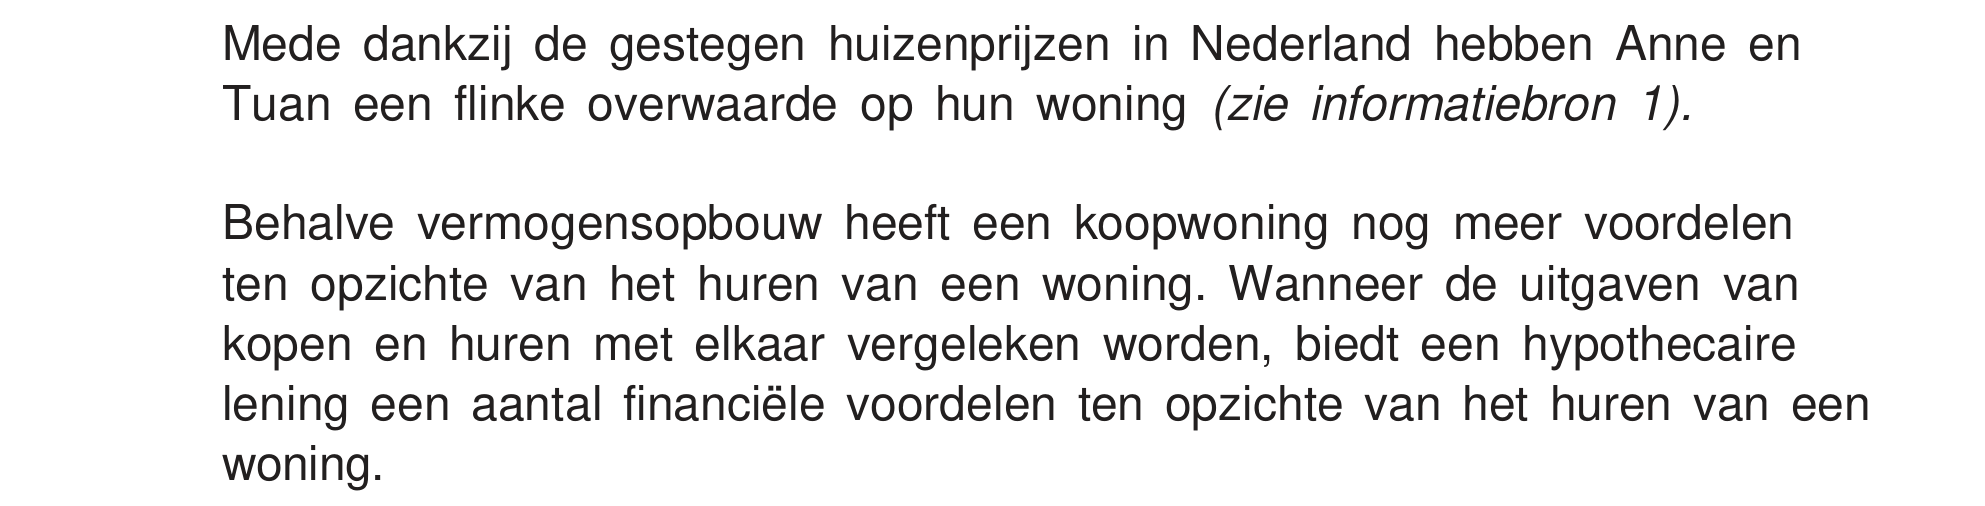 Mede dankzij de gestegen huizenprijzen in Nederland hebben Anne en
Tuan een flinke overwaarde op hun woning (zie informatiebron 1).
Behalve vermogensopbouw heeft een koopwoning nog meer voordelen
ten opzichte van het huren van een woning. Wanneer de uitgaven van
kopen en huren met elkaar vergeleken worden, biedt een hypothecaire
lening een aantal financiële voordelen ten opzichte van het huren van een
woning.